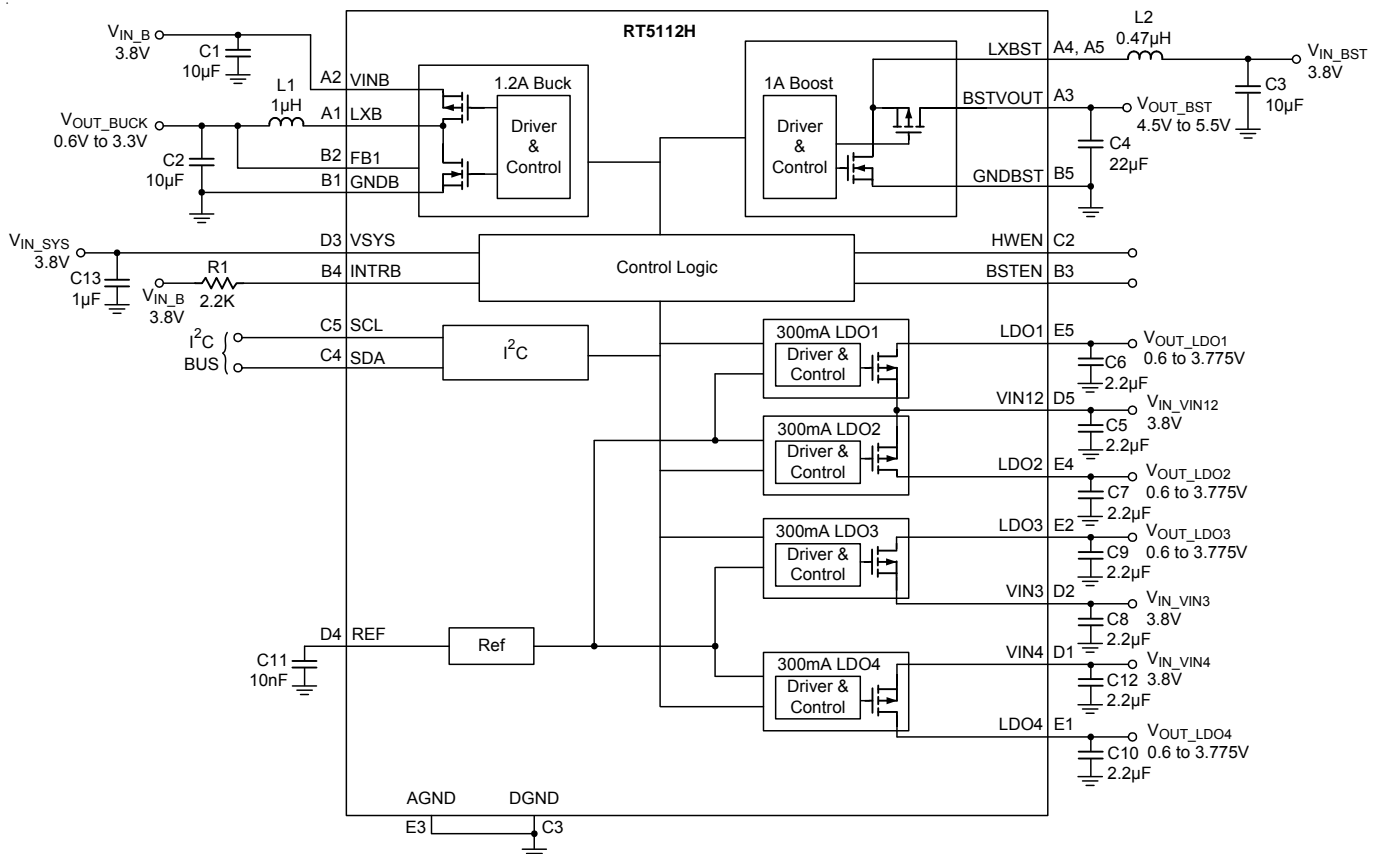 RT5112H
V_IN_B
3.8V
C1
10µF
A2 VINB
L1
1µH
A1 LXB
V_OUT_BUCK
0.6V to 3.3V
C2
10µF
B2 FB1
B1 GNDB
1.2A Buck
Driver
&
Control
1A Boost
Driver
&
Control
L2
0.47µH
LXBST A4, A5
V_IN_BST
3.8V
C3
10µF
BSTVOUT A3
V_OUT_BST
4.5V to 5.5V
C4
22µF
GNDBST B5
V_IN_SYS
3.8V
C13
1µF
D3 VSYS
V_IN_B
3.8V
R1
2.2K
B4 INTRB
Control Logic
HWEN C2
BSTEN B3
I²C
BUS
C5 SCL
C4 SDA
I²C
300mA LDO1
Driver &
Control
LDO1 E5
V_OUT_LDO1
0.6 to 3.775V
C6
2.2µF
VIN12 D5
V_IN_VIN12
3.8V
C5
2.2µF
300mA LDO2
Driver &
Control
LDO2 E4
V_OUT_LDO2
0.6 to 3.775V
C7
2.2µF
300mA LDO3
Driver &
Control
LDO3 E2
V_OUT_LDO3
0.6 to 3.775V
C9
2.2µF
VIN3 D2
V_IN_VIN3
3.8V
C8
2.2µF
D4 REF
Ref
C11
10nF
300mA LDO4
Driver &
Control
VIN4 D1
V_IN_VIN4
3.8V
C12
2.2µF
LDO4 E1
V_OUT_LDO4
0.6 to 3.775V
C10
2.2µF
AGND DGND
E3 C3